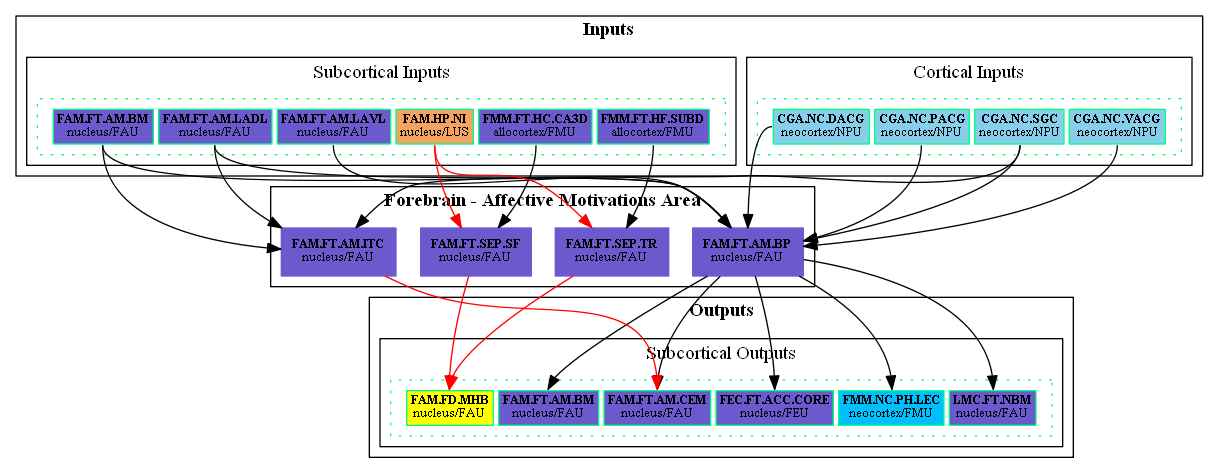 Inputs
Subcortical Inputs
Cortical Inputs
FAM.FT.AM.BM
nucleus/FAU
FAM.FT.AM.LADL
nucleus/FAU
FAM.FT.AM.LAVL
nucleus/FAU
FAM.HP.NI
nucleus/LUS
FMM.FT.HC.CA3D
allocortex/FMU
FMM.FT.HF.SUBD
allocortex/FMU
CGA.NC.DACG
neocortex/NPU
CGA.NC.PACG
neocortex/NPU
CGA.NC.SGC
neocortex/NPU
CGA.NC.VACG
neocortex/NPU
Forebrain - Affective Motivations Area
FAM.FT.AM.ITC
nucleus/FAU
FAM.FT.SEP.SF
nucleus/FAU
FAM.FT.SEP.TR
nucleus/FAU
FAM.FT.AM.BP
nucleus/FAU
Outputs
Subcortical Outputs
FAM.FD.MHB
nucleus/FAU
FAM.FT.AM.BM
nucleus/FAU
FAM.FT.AM.CEM
nucleus/FAU
FEC.FT.ACC.CORE
nucleus/FEU
FMM.NC.PH.LEC
neocortex/FMU
LMC.FT.NBM
nucleus/FAU